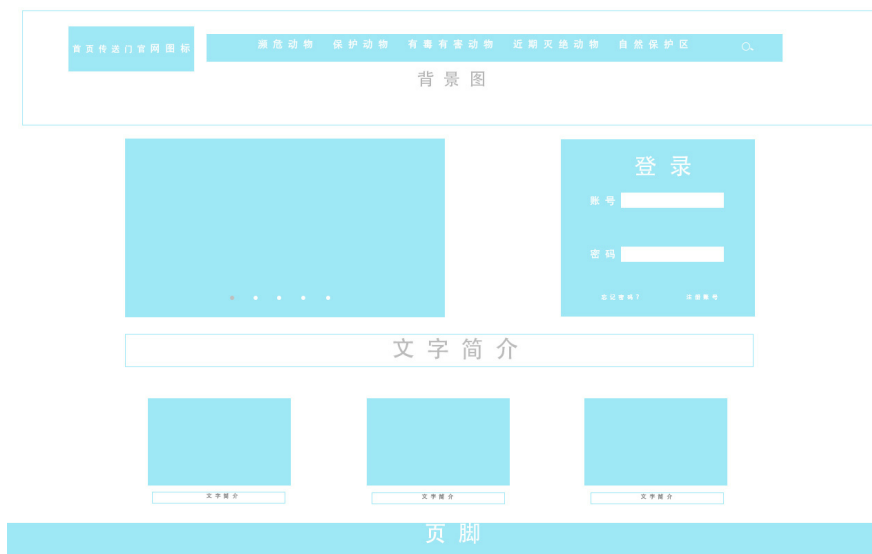 首页传送门官网图标
濒危动物 保护动物 有毒有害动物 近期灭绝动物 自然保护区
背景图
登录
账号
密码
忘记密码? 注册账号
文字简介
文字简介 文字简介 文字简介
页脚